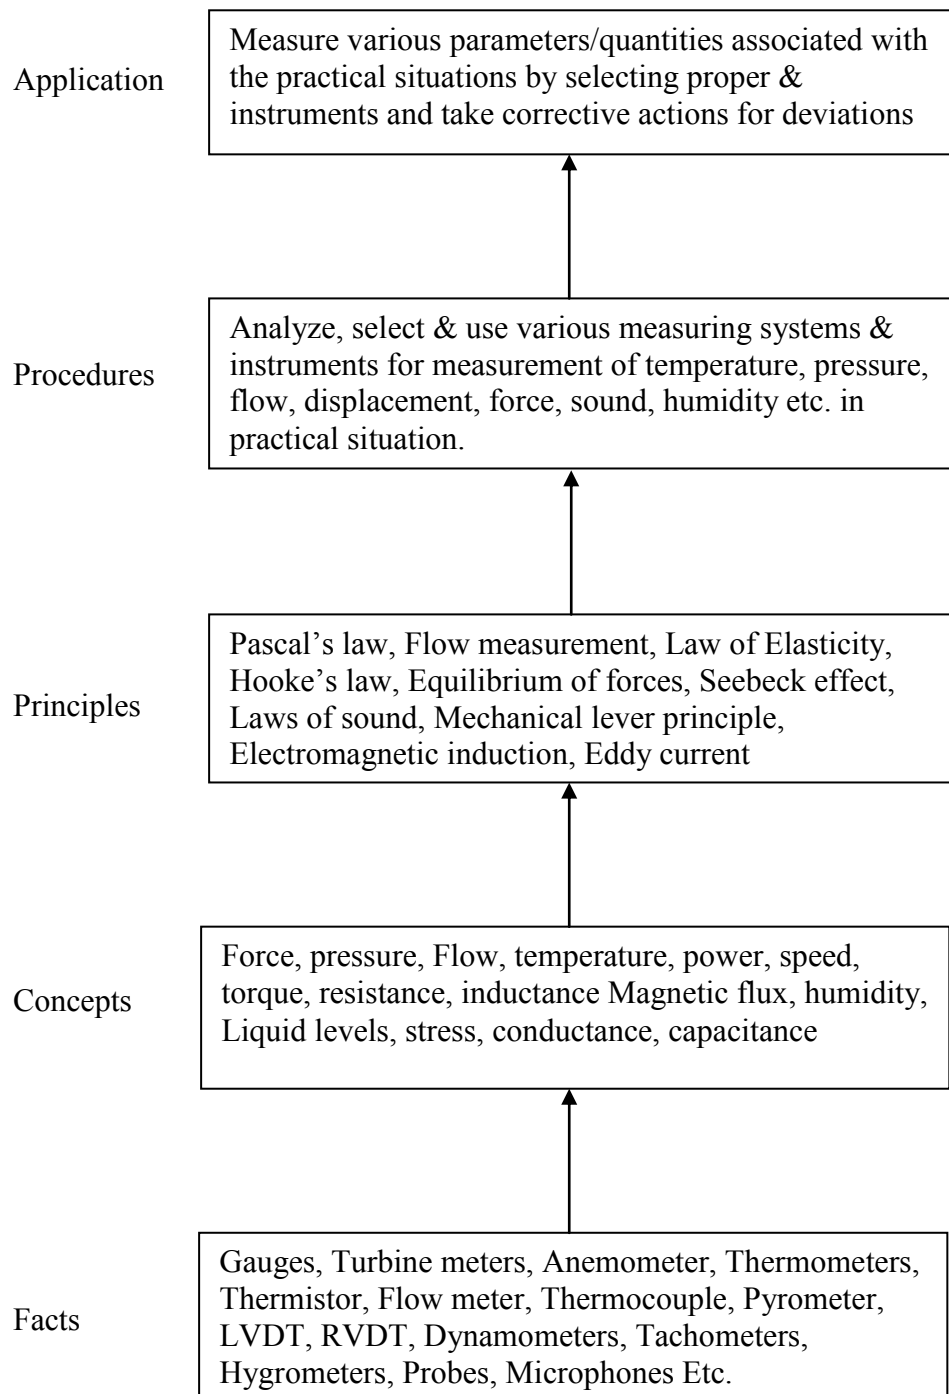 Application
Measure various parameters/quantities associated with
the practical situations by selecting proper &
instruments and take corrective actions for deviations
Procedures
Analyze, select & use various measuring systems &
instruments for measurement of temperature, pressure,
flow, displacement, force, sound, humidity etc. in
practical situation.
Principles
Pascal’s law, Flow measurement, Law of Elasticity,
Hooke’s law, Equilibrium of forces, Seebeck effect,
Laws of sound, Mechanical lever principle,
Electromagnetic induction, Eddy current
Concepts
Force, pressure, Flow, temperature, power, speed,
torque, resistance, inductance Magnetic flux, humidity,
Liquid levels, stress, conductance, capacitance
Facts
Gauges, Turbine meters, Anemometer, Thermometers,
Thermistor, Flow meter, Thermocouple, Pyrometer,
LVDT, RVDT, Dynamometers, Tachometers,
Hygrometers, Probes, Microphones Etc.